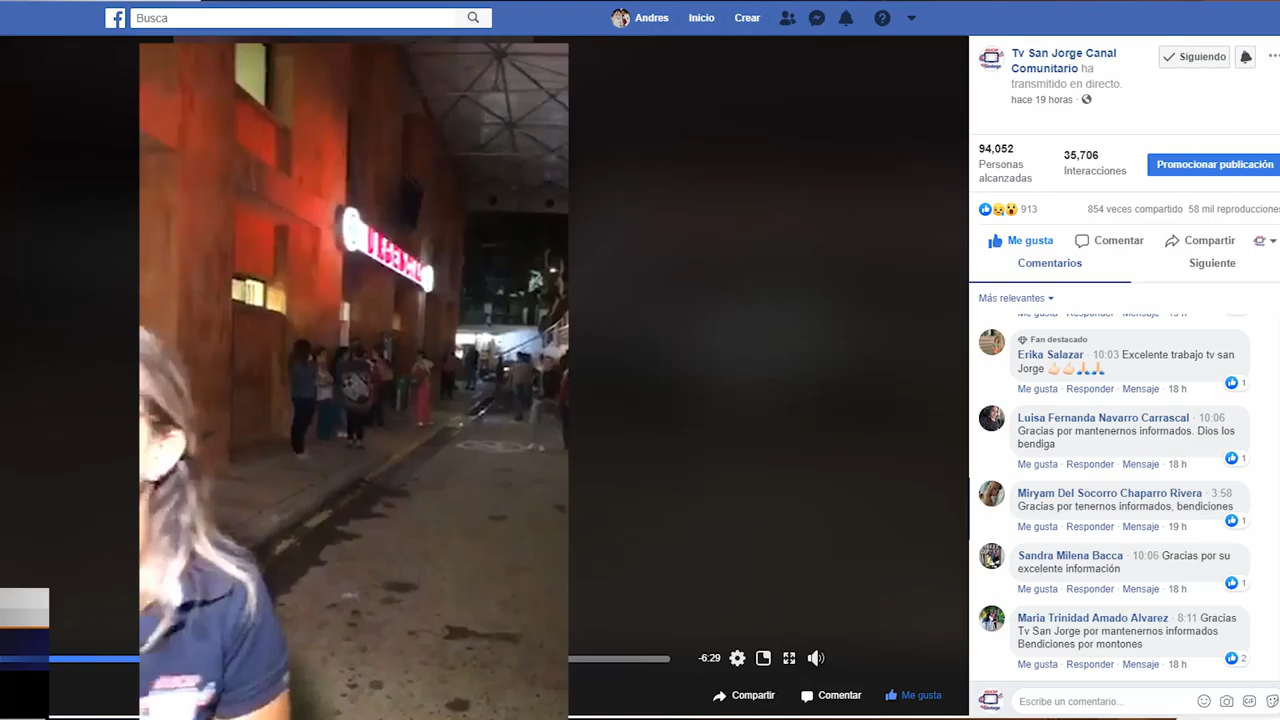 Busca
Andres
Inicio
Crear
Tv San Jorge Canal
Comunitario ha
transmitido en directo.
hace 19 horas ·
Siguiendo
94,052
Personas
alcanzadas
35,706
Interacciones
Promocionar publicación
913
854 veces compartido 58 mil reproducciones
Me gusta
Comentar
Compartir
Comentarios
Siguiente
Más relevantes
Me gusta · Responder · Mensaje · 19 h
Fan destacado
Erika Salazar · 10:03 Excelente trabajo tv san
Jorge 👍🏻👍🏻🙏🏻🙏🏻
1
Me gusta · Responder · Mensaje · 18 h
Luisa Fernanda Navarro Carrascal · 10:06
Gracias por mantenernos informados. Dios los
bendiga
1
Me gusta · Responder · Mensaje · 18 h
Miryam Del Socorro Chaparro Rivera · 3:58
Gracias por tenernos informados, bendiciones
1
Me gusta · Responder · Mensaje · 19 h
Sandra Milena Bacca · 10:06 Gracias por su
excelente información
1
Me gusta · Responder · Mensaje · 18 h
Maria Trinidad Amado Alvarez · 8:11 Gracias
Tv San Jorge por mantenernos informados
Bendiciones por montones
2
Me gusta · Responder · Mensaje · 18 h
-6:29
Compartir
Comentar
Me gusta
Escribe un comentario...
GIF